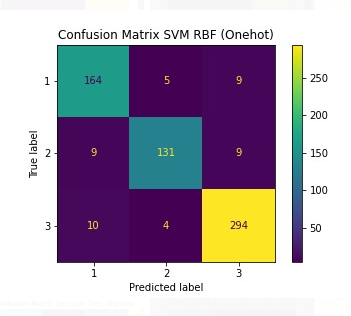 Confusion Matrix SVM RBF (Onehot)
1 164 5 9
2 9 131 9
3 10 4 294
1 2 3
True label
Predicted label
250
200
150
100
50